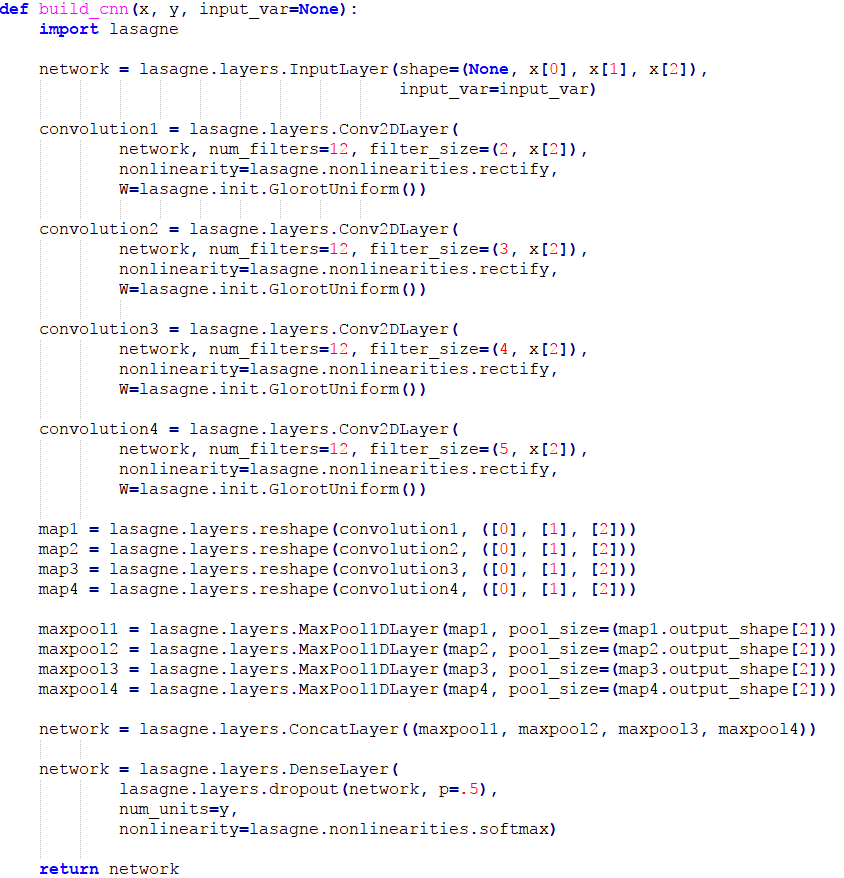 def build_cnn(x, y, input_var=None):
    import lasagne

    network = lasagne.layers.InputLayer(shape=(None, x[0], x[1], x[2]),
                                        input_var=input_var)

    convolution1 = lasagne.layers.Conv2DLayer(
            network, num_filters=12, filter_size=(2, x[2]),
            nonlinearity=lasagne.nonlinearities.rectify,
            W=lasagne.init.GlorotUniform())

    convolution2 = lasagne.layers.Conv2DLayer(
            network, num_filters=12, filter_size=(3, x[2]),
            nonlinearity=lasagne.nonlinearities.rectify,
            W=lasagne.init.GlorotUniform())

    convolution3 = lasagne.layers.Conv2DLayer(
            network, num_filters=12, filter_size=(4, x[2]),
            nonlinearity=lasagne.nonlinearities.rectify,
            W=lasagne.init.GlorotUniform())

    convolution4 = lasagne.layers.Conv2DLayer(
            network, num_filters=12, filter_size=(5, x[2]),
            nonlinearity=lasagne.nonlinearities.rectify,
            W=lasagne.init.GlorotUniform())

    map1 = lasagne.layers.reshape(convolution1, ([0], [1], [2]))
    map2 = lasagne.layers.reshape(convolution2, ([0], [1], [2]))
    map3 = lasagne.layers.reshape(convolution3, ([0], [1], [2]))
    map4 = lasagne.layers.reshape(convolution4, ([0], [1], [2]))

    maxpool1 = lasagne.layers.MaxPool1DLayer(map1, pool_size=(map1.output_shape[2]))
    maxpool2 = lasagne.layers.MaxPool1DLayer(map2, pool_size=(map2.output_shape[2]))
    maxpool3 = lasagne.layers.MaxPool1DLayer(map3, pool_size=(map3.output_shape[2]))
    maxpool4 = lasagne.layers.MaxPool1DLayer(map4, pool_size=(map4.output_shape[2]))

    network = lasagne.layers.ConcatLayer((maxpool1, maxpool2, maxpool3, maxpool4))

    network = lasagne.layers.DenseLayer(
            lasagne.layers.dropout(network, p=.5),
            num_units=y,
            nonlinearity=lasagne.nonlinearities.softmax)

    return network